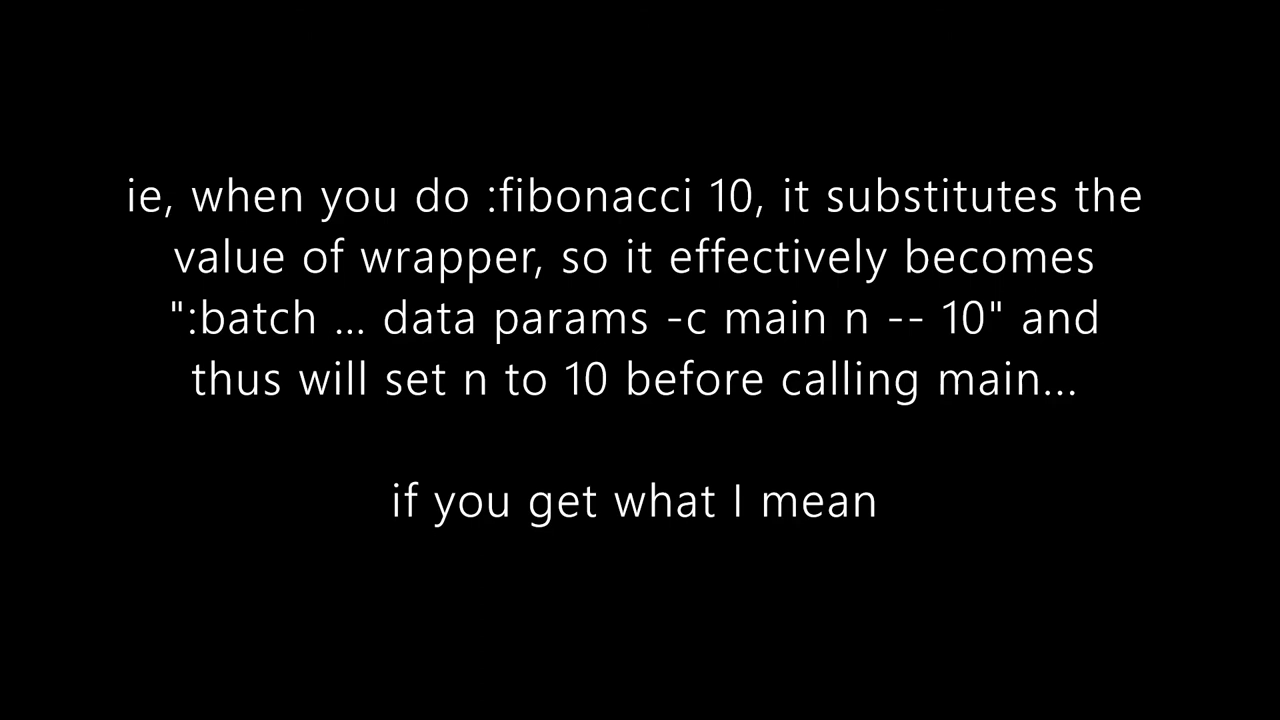 ie, when you do :fibonacci 10, it substitutes the
value of wrapper, so it effectively becomes
":batch ... data params -c main n -- 10" and
thus will set n to 10 before calling main...
if you get what I mean